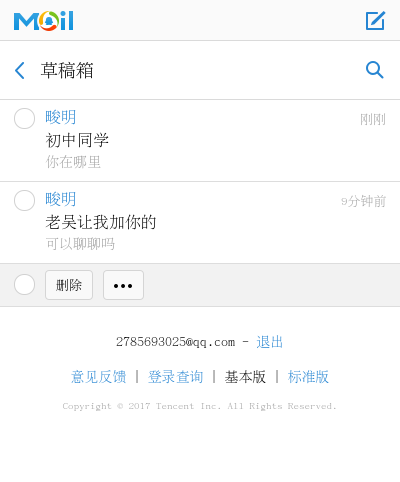 Mail
草稿箱
畯明 刚刚
初中同学
你在哪里
畯明 9分钟前
老吴让我加你的
可以聊聊吗
删除 •••
2785693025@qq.com - 退出
意见反馈 | 登录查询 | 基本版 | 标准版
Copyright © 2017 Tencent Inc. All Rights Reserved.